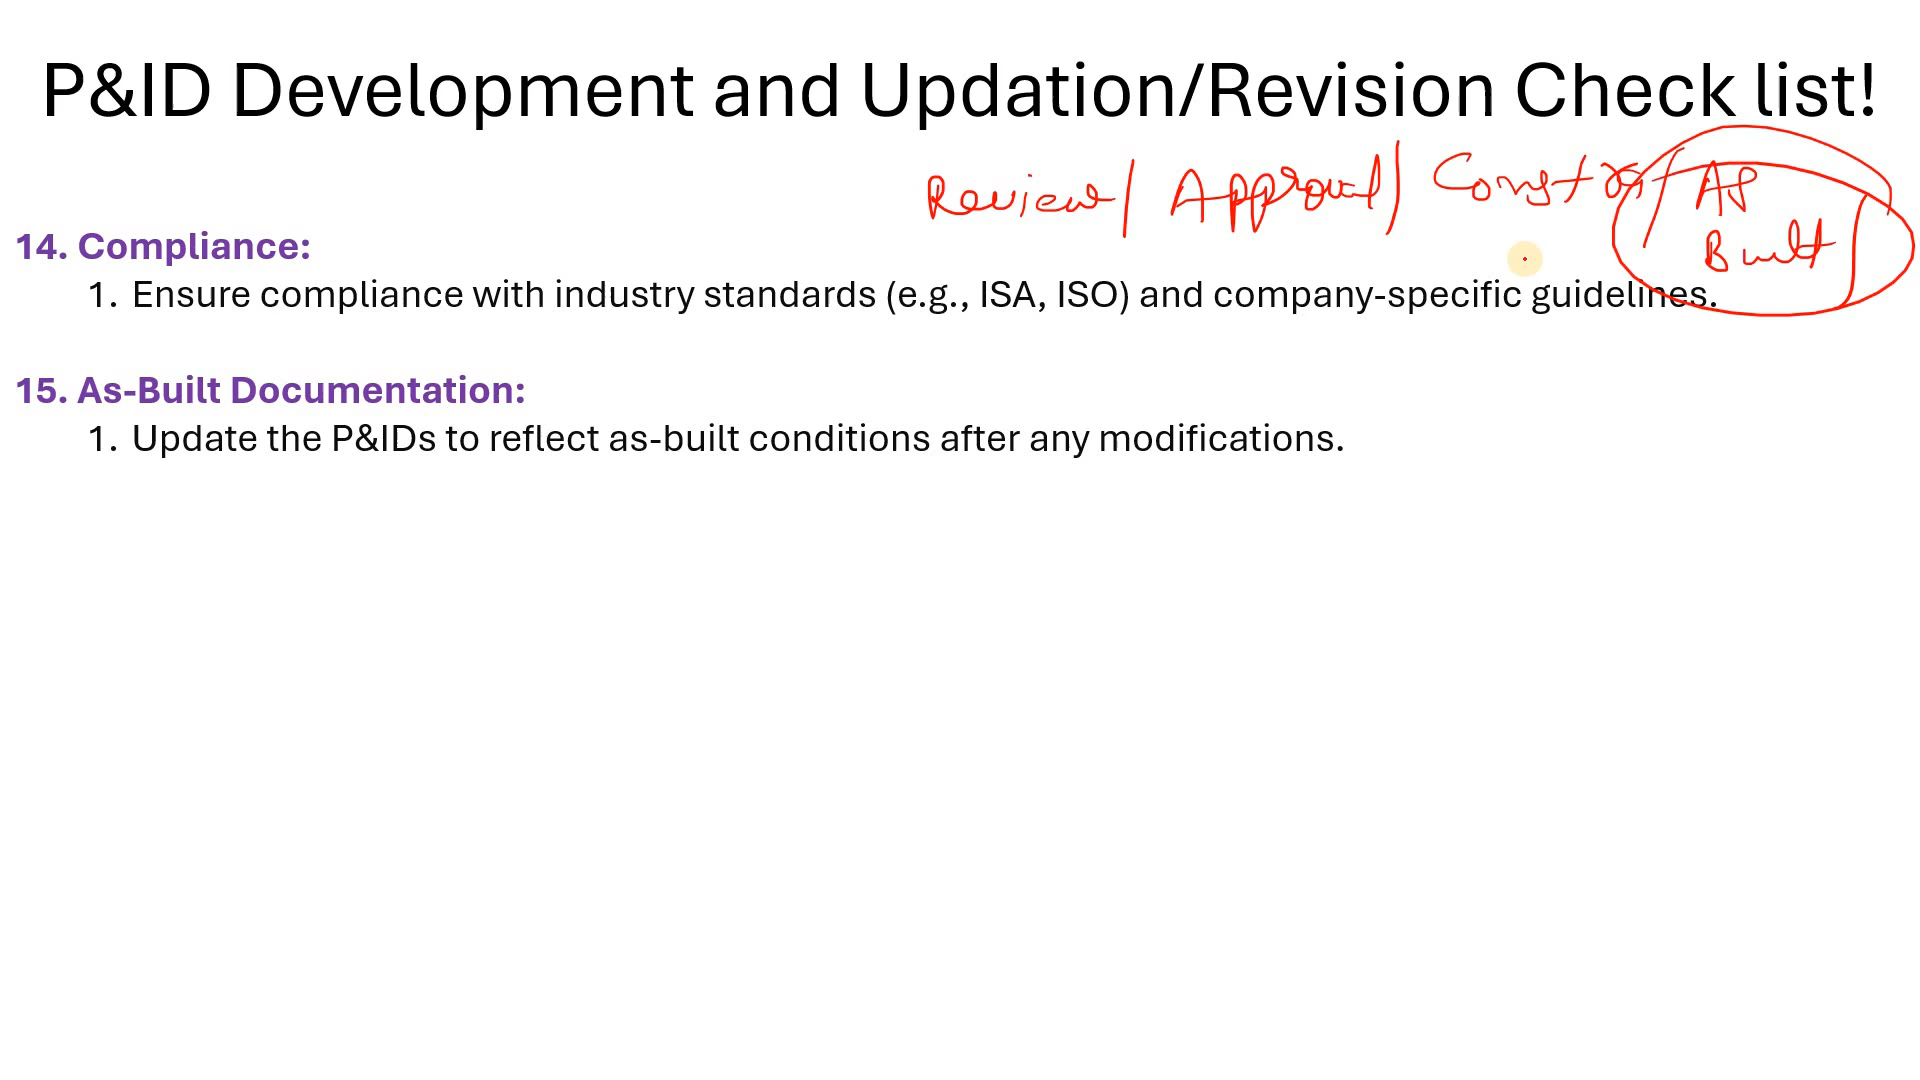 P&ID Development and Updation/Revision Check list!
Review / Approval / Constr / As
Built
14. Compliance:
1. Ensure compliance with industry standards (e.g., ISA, ISO) and company-specific guidelines.
15. As-Built Documentation:
1. Update the P&IDs to reflect as-built conditions after any modifications.